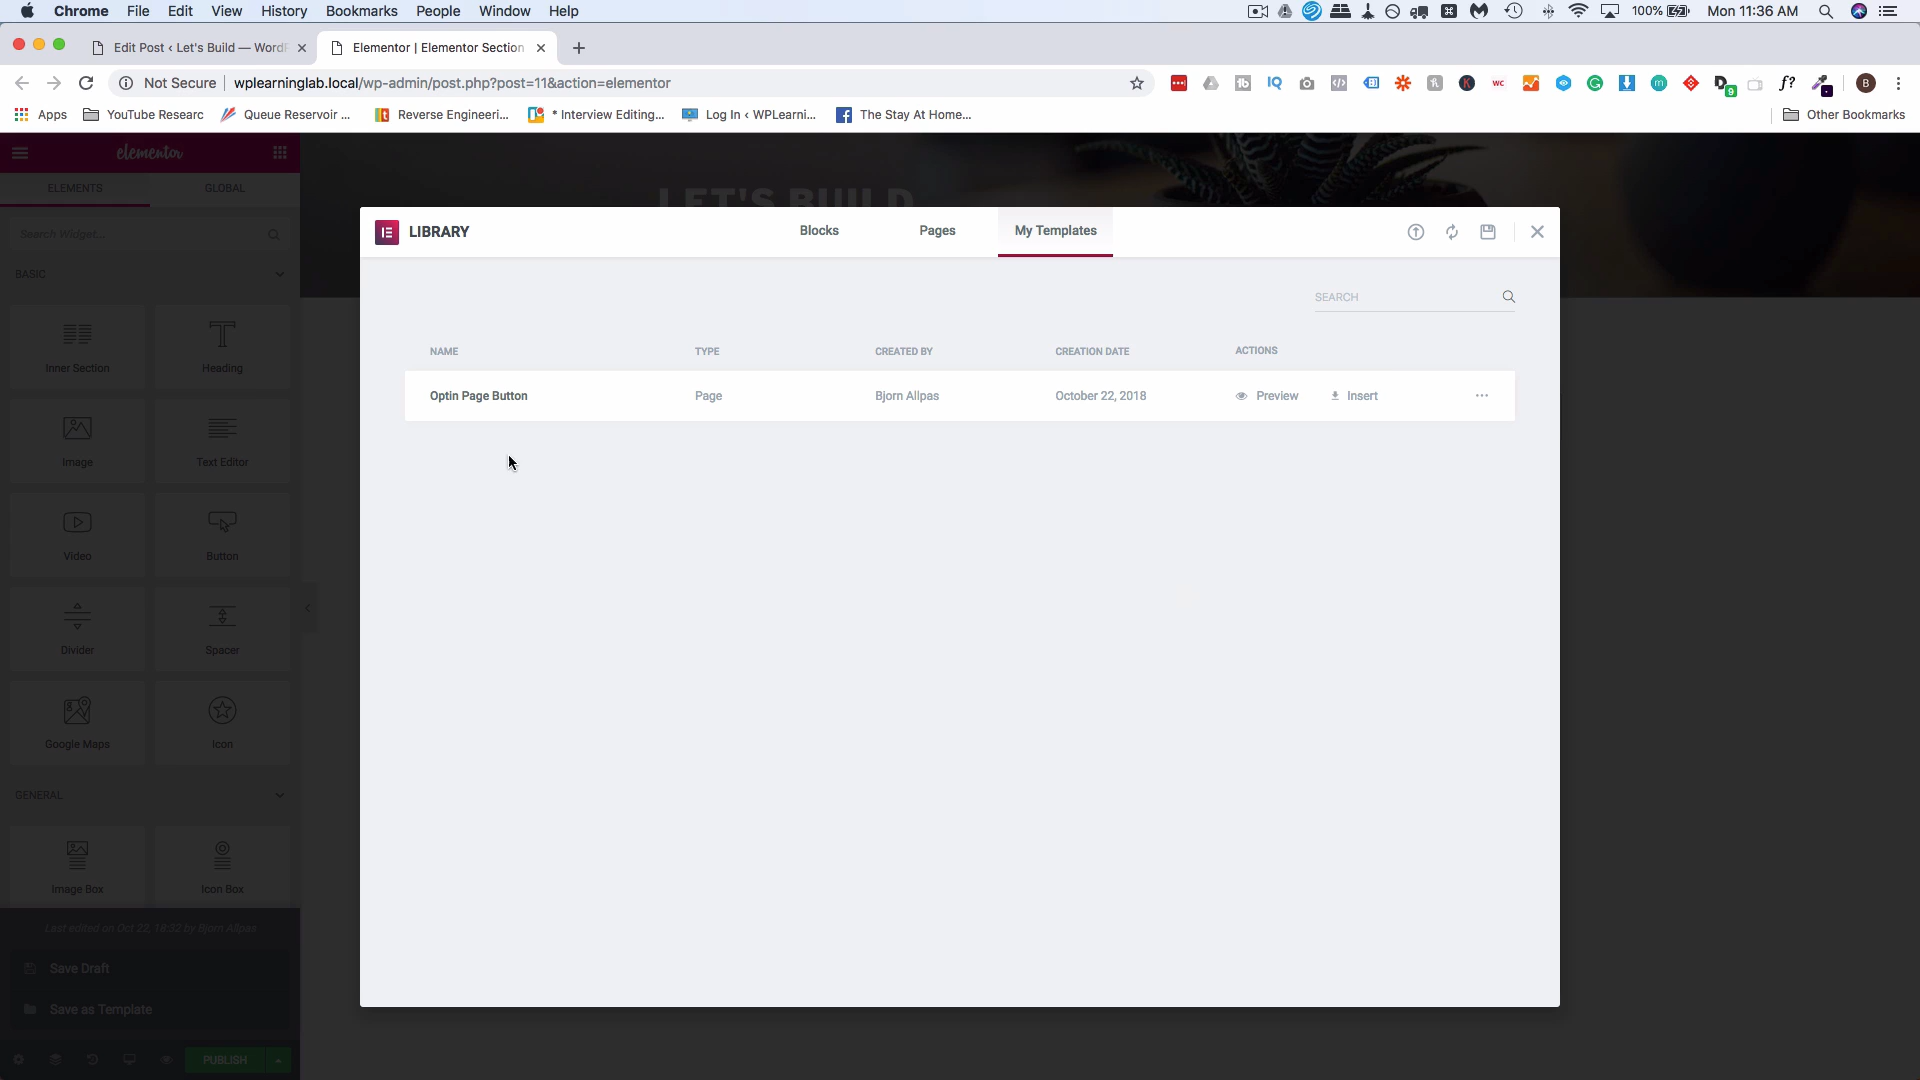 Chrome File Edit View History Bookmarks People Window Help 100% Mon 11:36 AM
Edit Post ‹ Let's Build — WordP Elementor | Elementor Section
Not Secure wplearninglab.local/wp-admin/post.php?post=11&action=elementor
Apps YouTube Researc Queue Reservoir ... Reverse Engineeri... * Interview Editing... Log In ‹ WPLearni... The Stay At Home... Other Bookmarks
elementor
ELEMENTS GLOBAL
LET'S BUILD
LIBRARY Blocks Pages My Templates
Search Widget...
BASIC
SEARCH
NAME TYPE CREATED BY CREATION DATE ACTIONS
Optin Page Button Page Bjorn Allpas October 22, 2018 Preview Insert
Inner Section Heading
Image Text Editor
Video Button
Divider Spacer
Google Maps Icon
GENERAL
Image Box Icon Box
Last edited on Oct 22, 18:32 by Bjorn Allpas
Save Draft
Save as Template
PUBLISH